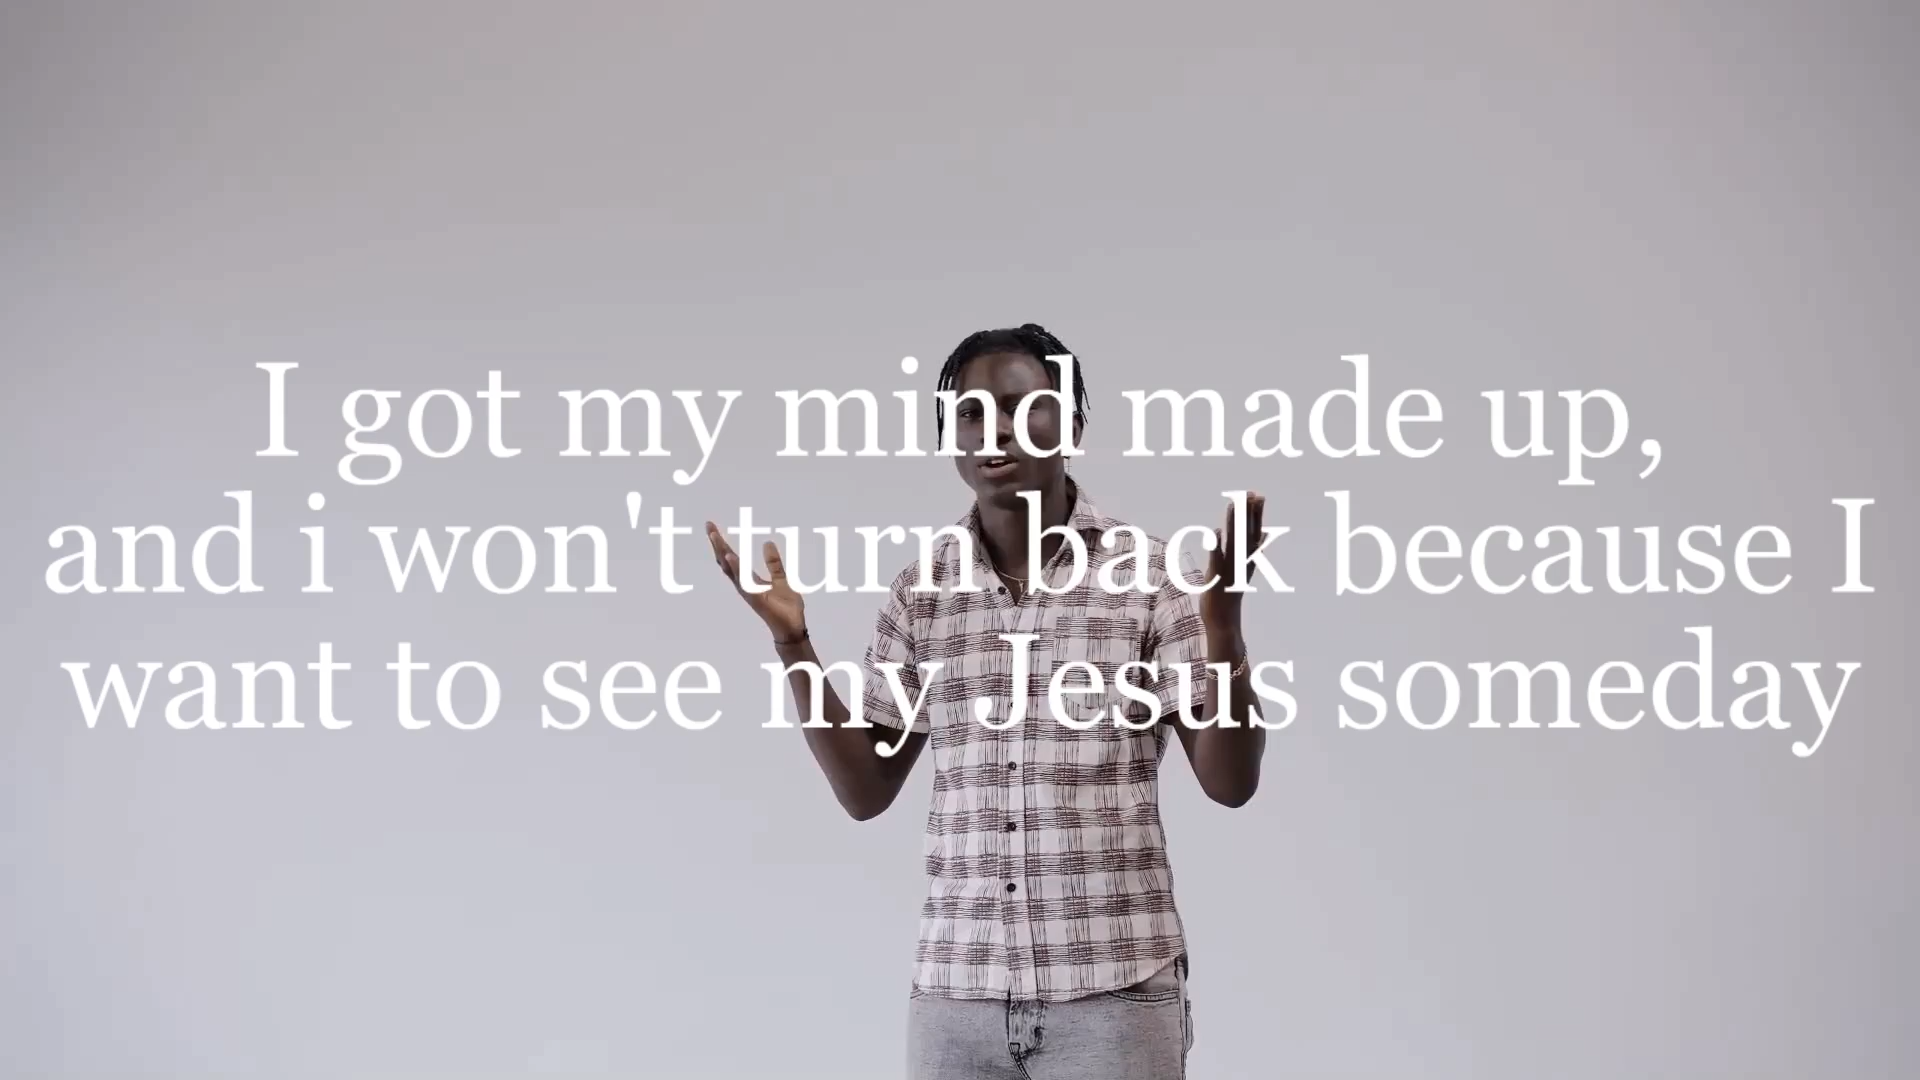 I got my mind made up,
and i won't turn back because I
want to see my Jesus someday